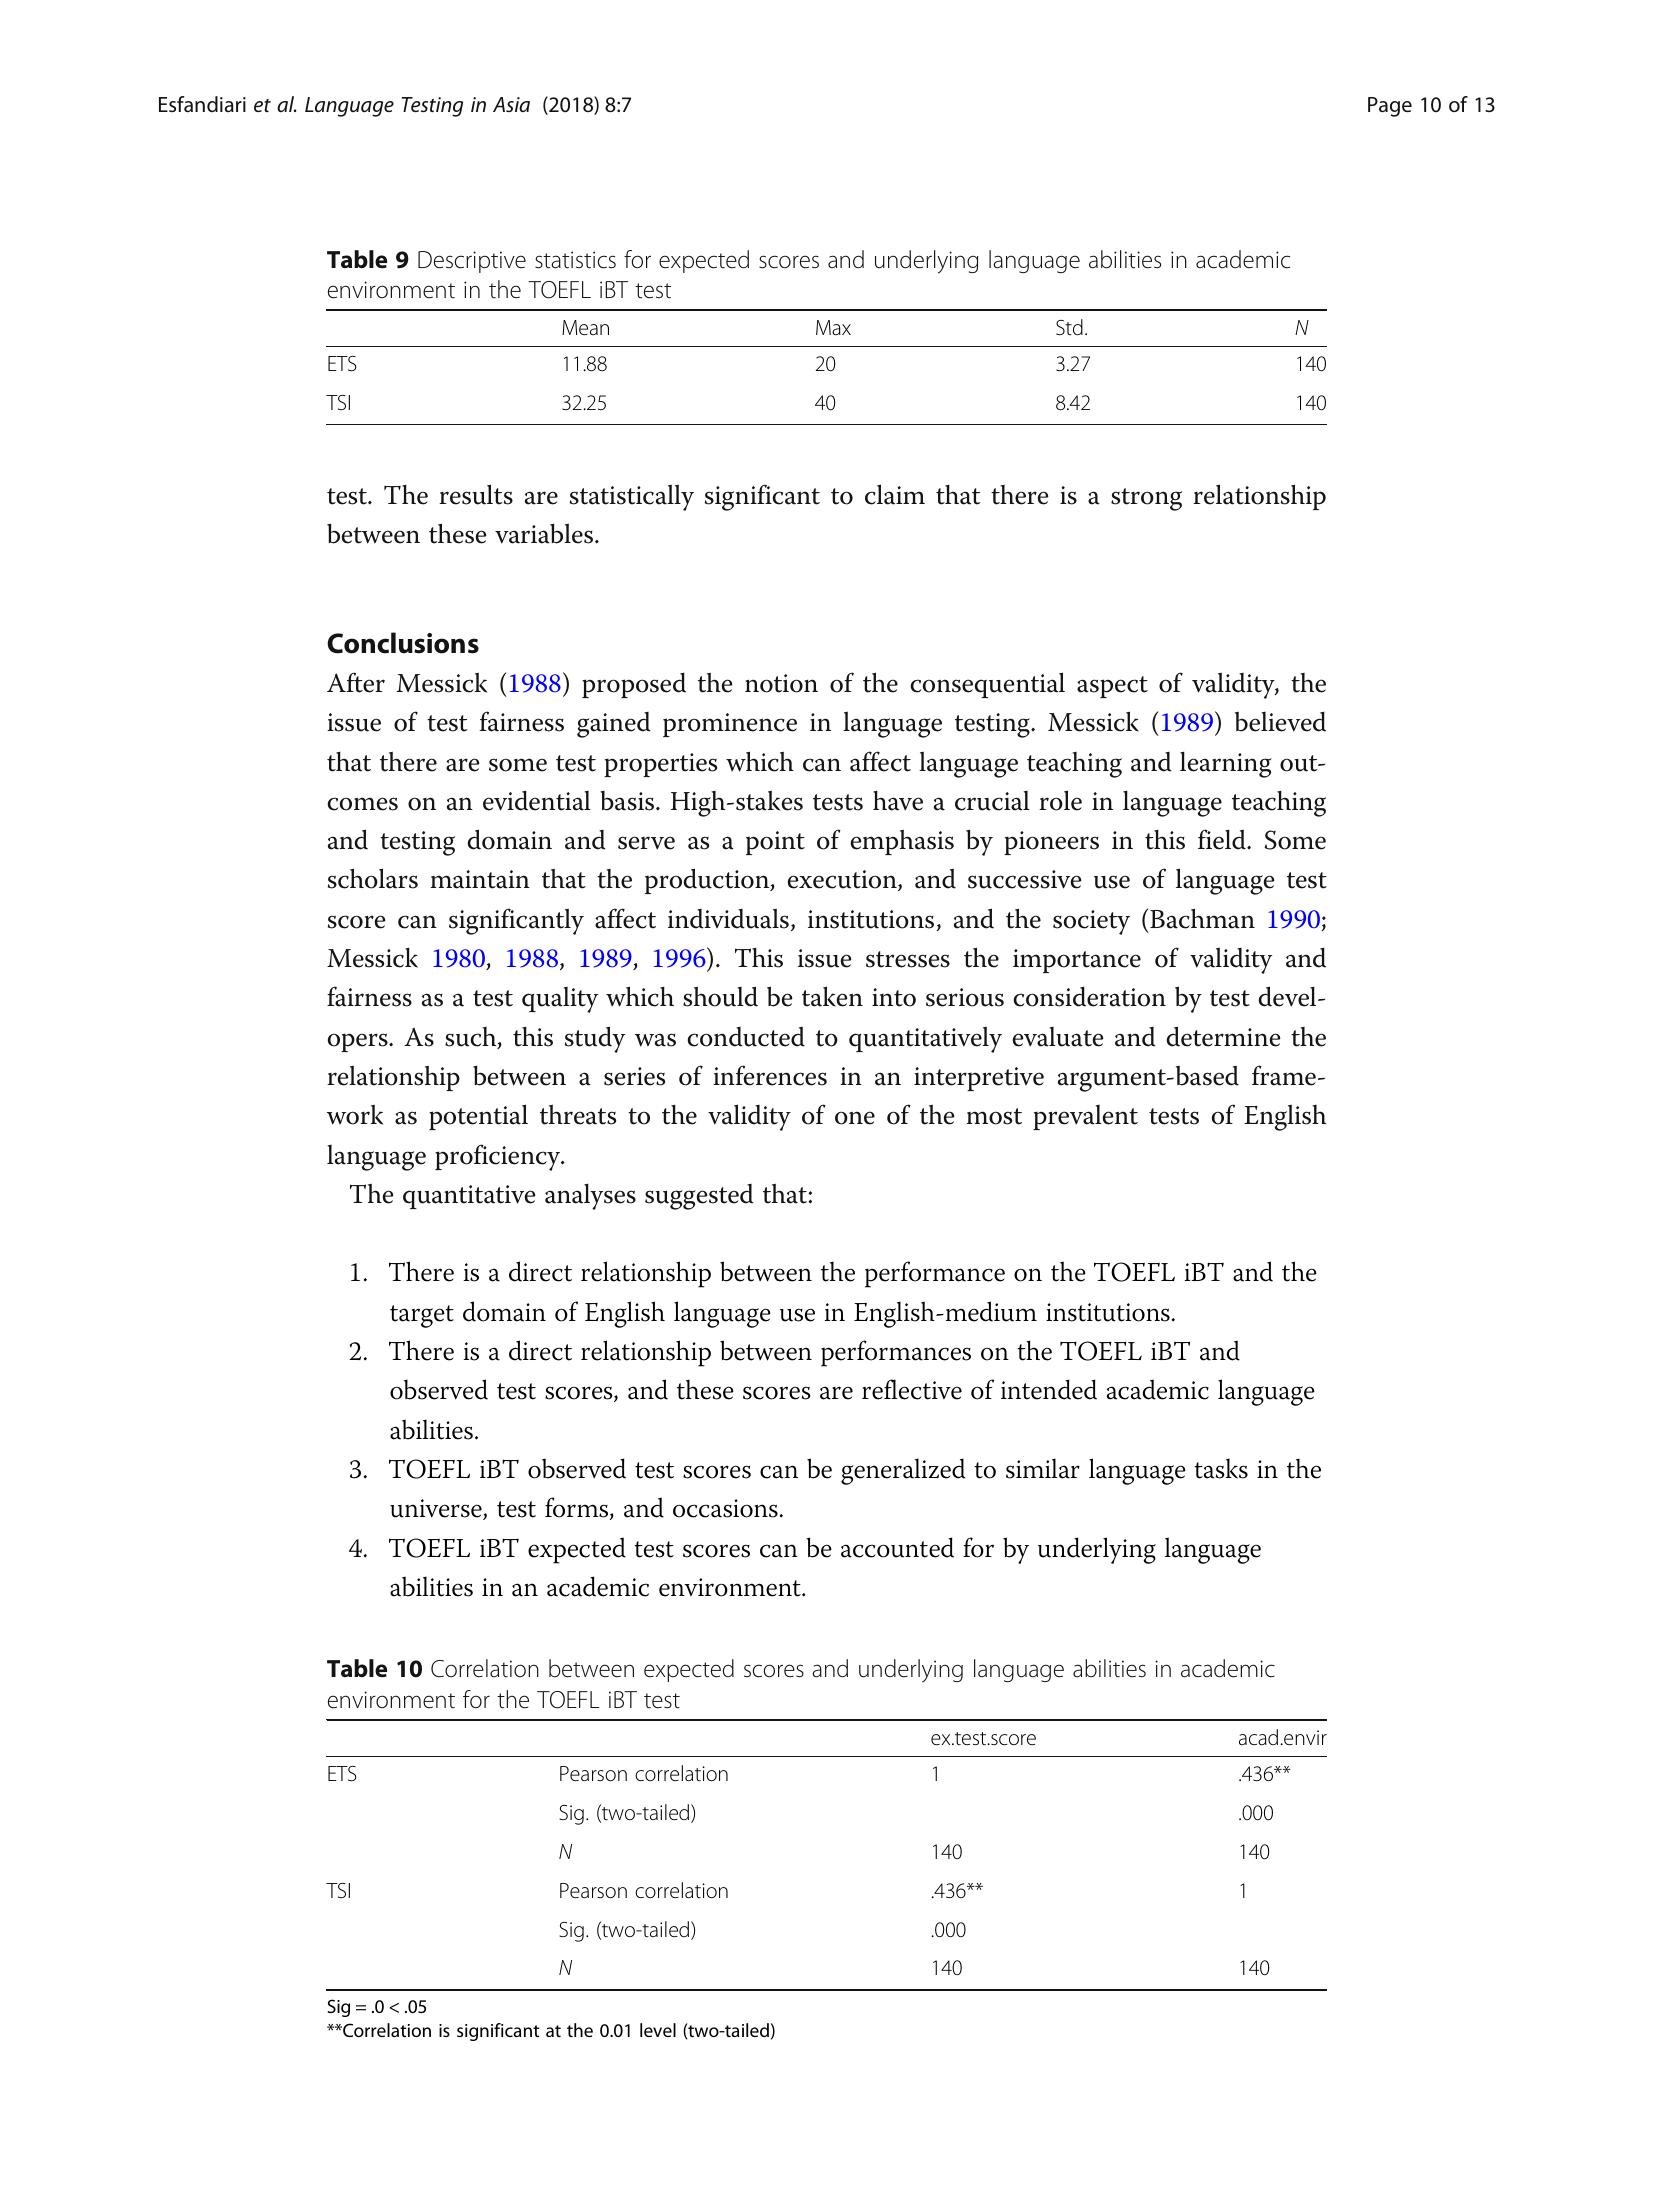 Esfandiari et al. Language Testing in Asia (2018) 8:7 Page 10 of 13
Table 9 Descriptive statistics for expected scores and underlying language abilities in academic
environment in the TOEFL iBT test
Mean Max Std. N
ETS 11.88 20 3.27 140
TSI 32.25 40 8.42 140
test. The results are statistically significant to claim that there is a strong relationship
between these variables.
Conclusions
After Messick (1988) proposed the notion of the consequential aspect of validity, the
issue of test fairness gained prominence in language testing. Messick (1989) believed
that there are some test properties which can affect language teaching and learning out-
comes on an evidential basis. High-stakes tests have a crucial role in language teaching
and testing domain and serve as a point of emphasis by pioneers in this field. Some
scholars maintain that the production, execution, and successive use of language test
score can significantly affect individuals, institutions, and the society (Bachman 1990;
Messick 1980, 1988, 1989, 1996). This issue stresses the importance of validity and
fairness as a test quality which should be taken into serious consideration by test devel-
opers. As such, this study was conducted to quantitatively evaluate and determine the
relationship between a series of inferences in an interpretive argument-based frame-
work as potential threats to the validity of one of the most prevalent tests of English
language proficiency.
The quantitative analyses suggested that:
1. There is a direct relationship between the performance on the TOEFL iBT and the
target domain of English language use in English-medium institutions.
2. There is a direct relationship between performances on the TOEFL iBT and
observed test scores, and these scores are reflective of intended academic language
abilities.
3. TOEFL iBT observed test scores can be generalized to similar language tasks in the
universe, test forms, and occasions.
4. TOEFL iBT expected test scores can be accounted for by underlying language
abilities in an academic environment.
Table 10 Correlation between expected scores and underlying language abilities in academic
environment for the TOEFL iBT test
ex.test.score acad.envir
ETS Pearson correlation 1 .436**
Sig. (two-tailed) .000
N 140 140
TSI Pearson correlation .436** 1
Sig. (two-tailed) .000
N 140 140
Sig = .0 < .05
**Correlation is significant at the 0.01 level (two-tailed)